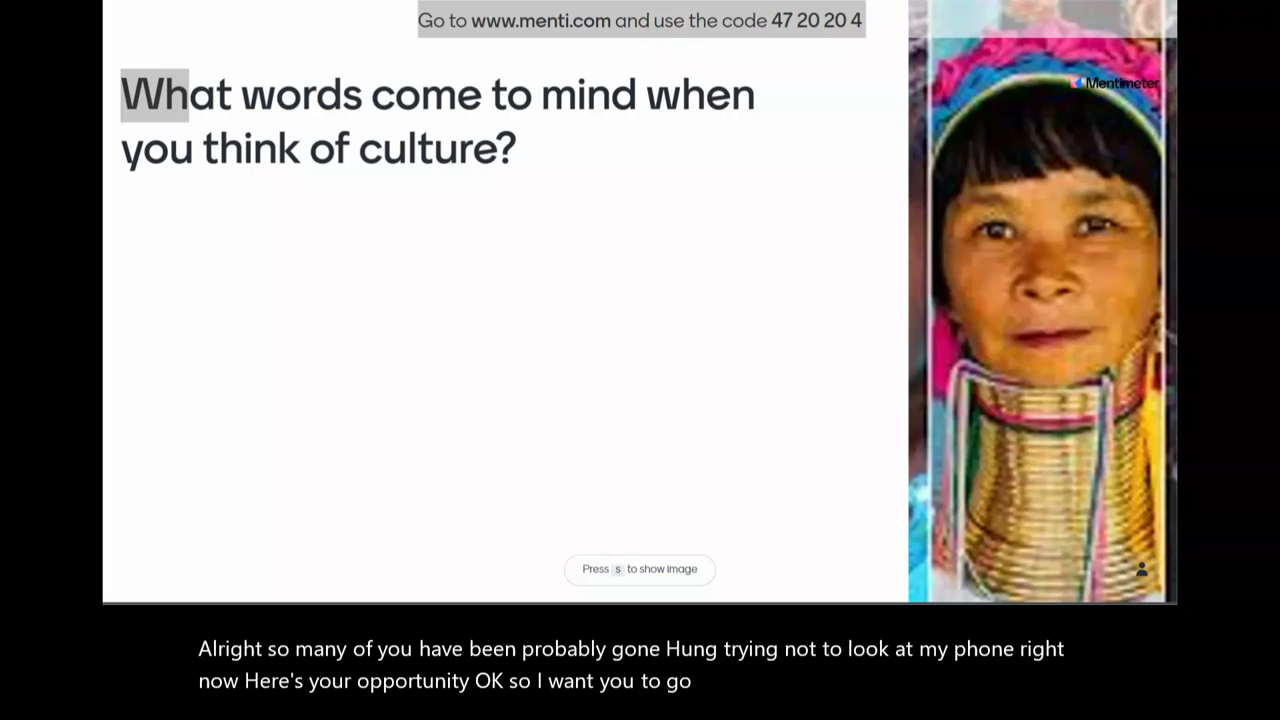 Go to www.menti.com and use the code 47 20 20 4
Mentimeter
What words come to mind when
you think of culture?
Press s to show image
Alright so many of you have been probably gone Hung trying not to look at my phone right
now Here's your opportunity OK so I want you to go